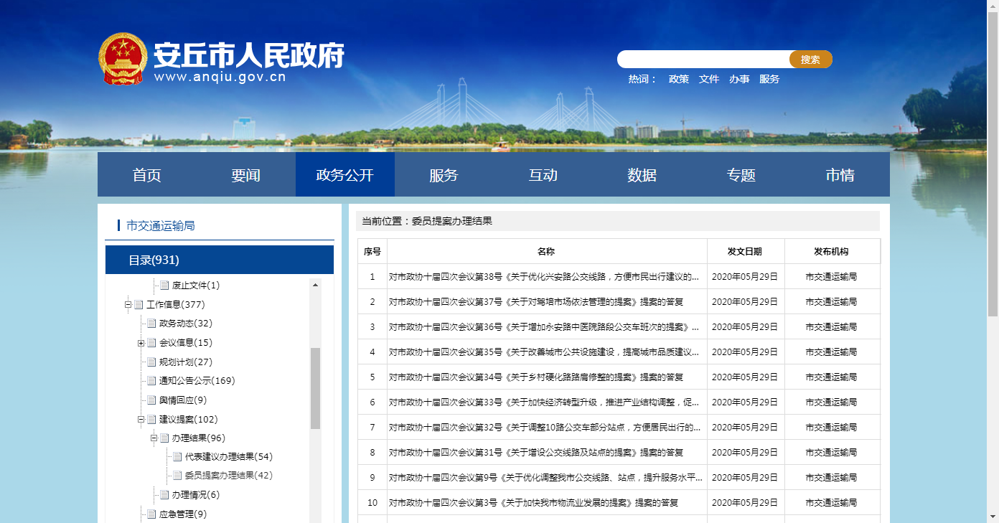 安丘市人民政府
www.anqiu.gov.cn
搜索
热词： 政策 文件 办事 服务
首页 要闻 政务公开 服务 互动 数据 专题 市情
市交通运输局
目录(931)
废止文件(1)
工作信息(377)
政务动态(32)
会议信息(15)
规划计划(27)
通知公告公示(169)
舆情回应(9)
建议提案(102)
办理结果(96)
代表建议办理结果(54)
委员提案办理结果(42)
办理情况(6)
应急管理(9)
当前位置：委员提案办理结果
序号 名称 发文日期 发布机构
1 对市政协十届四次会议第38号《关于优化兴安路公交线路，方便市民出行建议的... 2020年05月29日 市交通运输局
2 对市政协十届四次会议第37号《关于对驾培市场依法管理的提案》提案的答复 2020年05月29日 市交通运输局
3 对市政协十届四次会议第36号《关于增加永安路中医院路段公交车班次的提案》... 2020年05月29日 市交通运输局
4 对市政协十届四次会议第35号《关于改善城市公共设施建设，提高城市品质建议... 2020年05月29日 市交通运输局
5 对市政协十届四次会议第34号《关于乡村硬化路路肩修整的提案》提案的答复 2020年05月29日 市交通运输局
6 对市政协十届四次会议第33号《关于加快经济转型升级，推进产业结构调整，促... 2020年05月29日 市交通运输局
7 对市政协十届四次会议第32号《关于调整10路公交车部分站点，方便居民出行的... 2020年05月29日 市交通运输局
8 对市政协十届四次会议第31号《关于增设公交线路及站点的提案》提案的答复 2020年05月29日 市交通运输局
9 对市政协十届四次会议第9号《关于优化调整我市公交线路、站点，提升服务水平... 2020年05月29日 市交通运输局
10 对市政协十届四次会议第3号《关于加快我市物流业发展的提案》提案的答复 2020年05月29日 市交通运输局